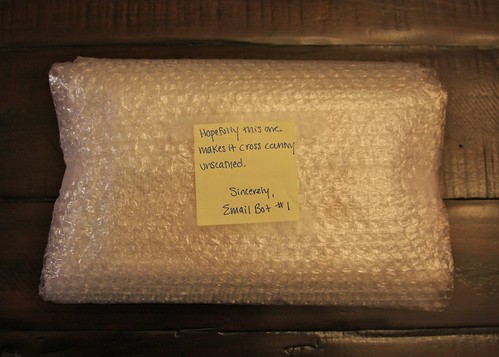 Hopefully this one
makes it cross country
unscathed.
Sincerely,
Email Bot #1